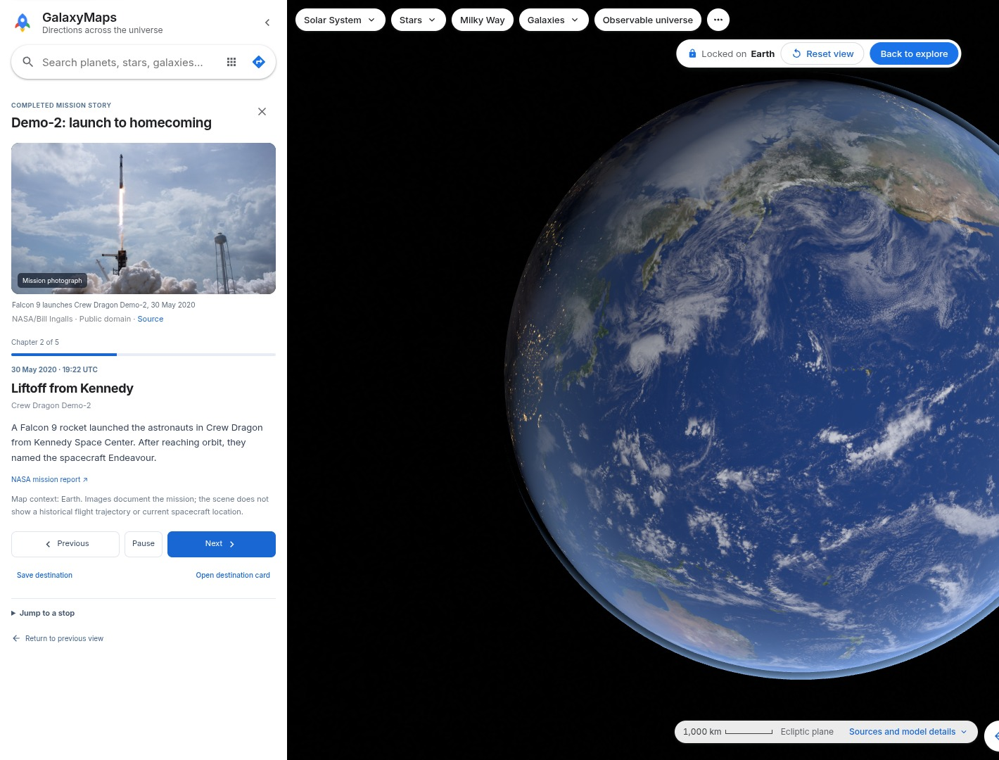 GalaxyMaps
Directions across the universe
Search planets, stars, galaxies...
COMPLETED MISSION STORY
Demo-2: launch to homecoming
Mission photograph
Falcon 9 launches Crew Dragon Demo-2, 30 May 2020
NASA/Bill Ingalls · Public domain · Source
Chapter 2 of 5
30 May 2020 · 19:22 UTC
Liftoff from Kennedy
Crew Dragon Demo-2
A Falcon 9 rocket launched the astronauts in Crew Dragon
from Kennedy Space Center. After reaching orbit, they
named the spacecraft Endeavour.
NASA mission report ↗
Map context: Earth. Images document the mission; the scene does not
show a historical flight trajectory or current spacecraft location.
Previous Pause Next
Save destination Open destination card
Jump to a stop
Return to previous view
Solar System Stars Milky Way Galaxies Observable universe
Locked on Earth Reset view Back to explore
1,000 km Ecliptic plane Sources and model details